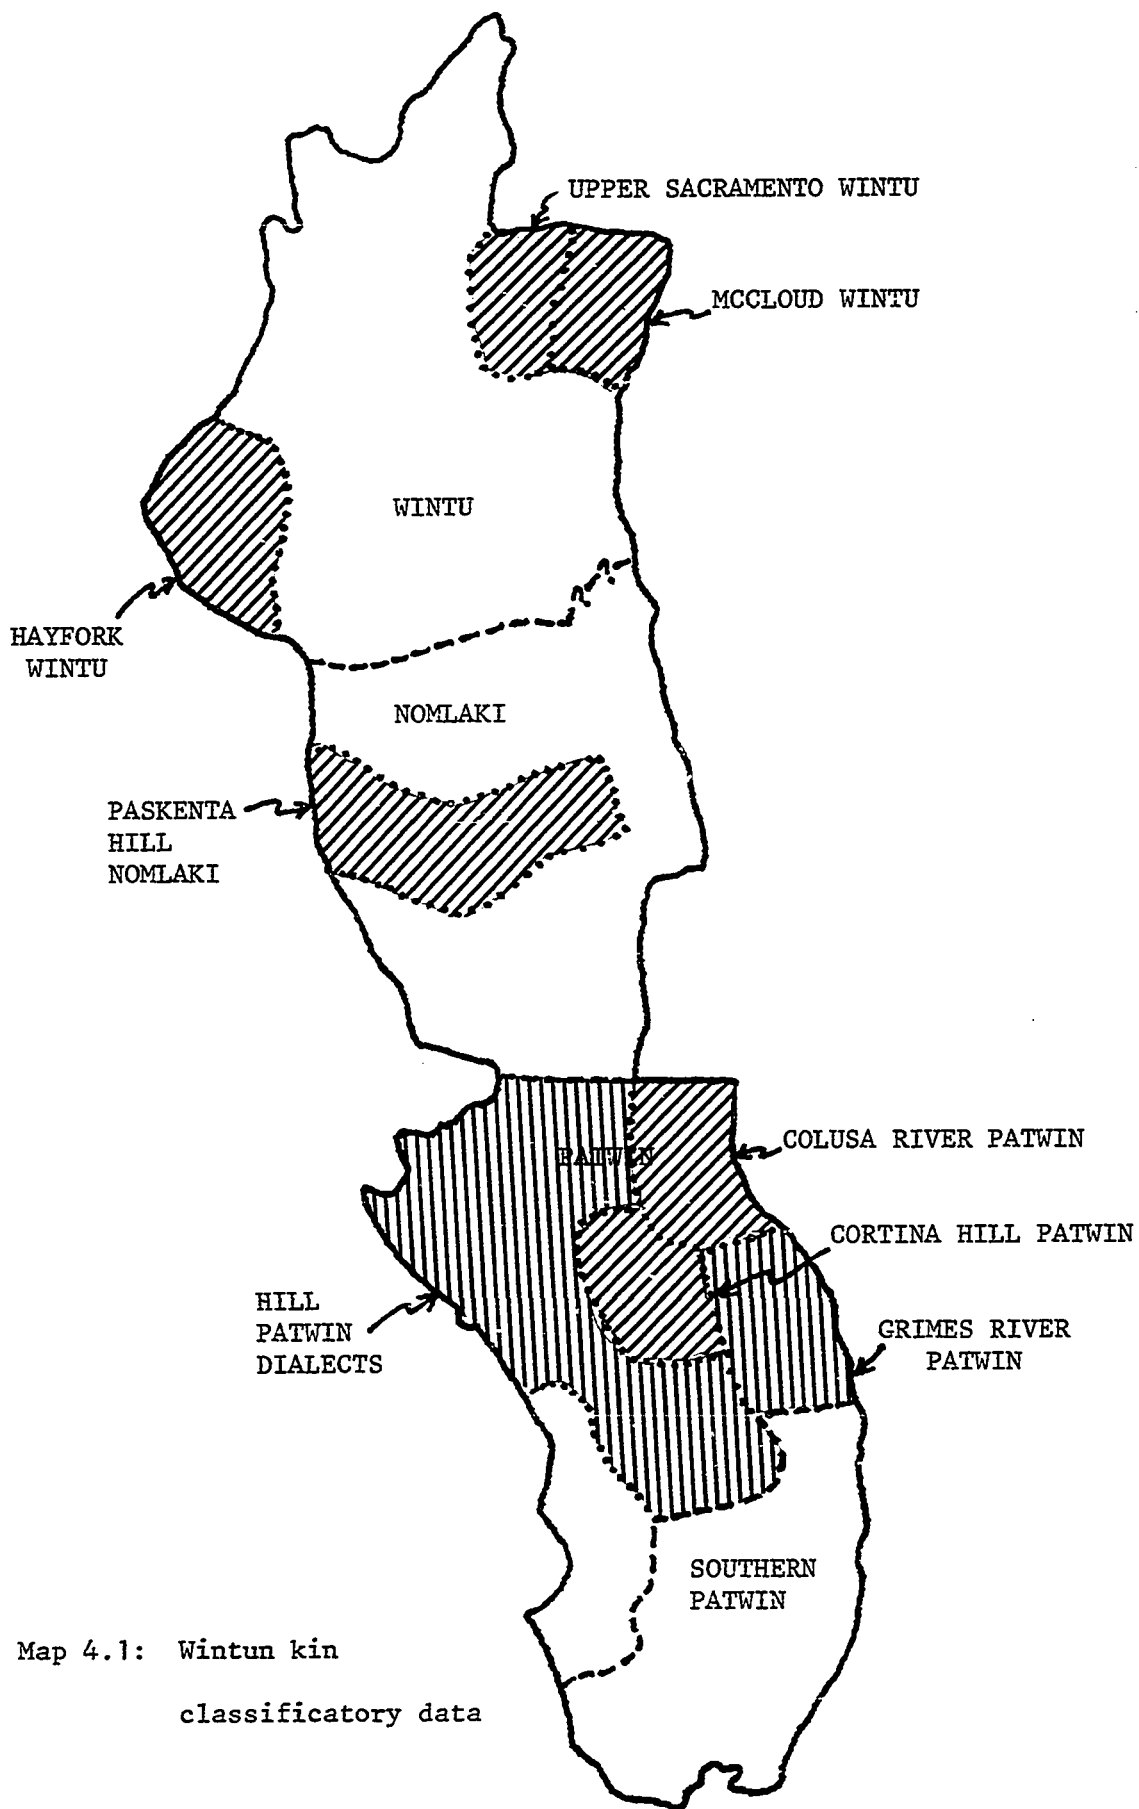 UPPER SACRAMENTO WINTU
MCCLOUD WINTU
WINTU
HAYFORK
WINTU
NOMLAKI
PASKENTA
HILL
NOMLAKI
PATWIN
COLUSA RIVER PATWIN
CORTINA HILL PATWIN
HILL
PATWIN
DIALECTS
GRIMES RIVER
PATWIN
SOUTHERN
PATWIN
Map 4.1: Wintun kin
classificatory data